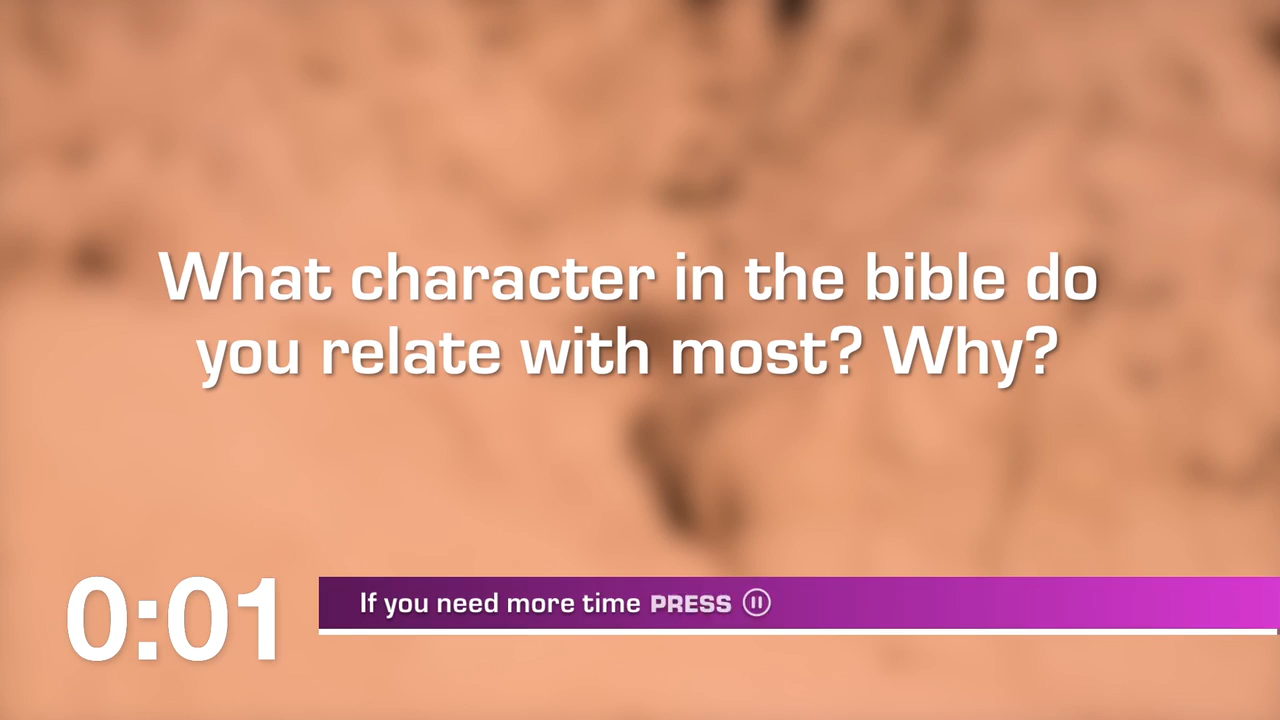 What character in the bible do
you relate with most? Why?
0:01
If you need more time PRESS